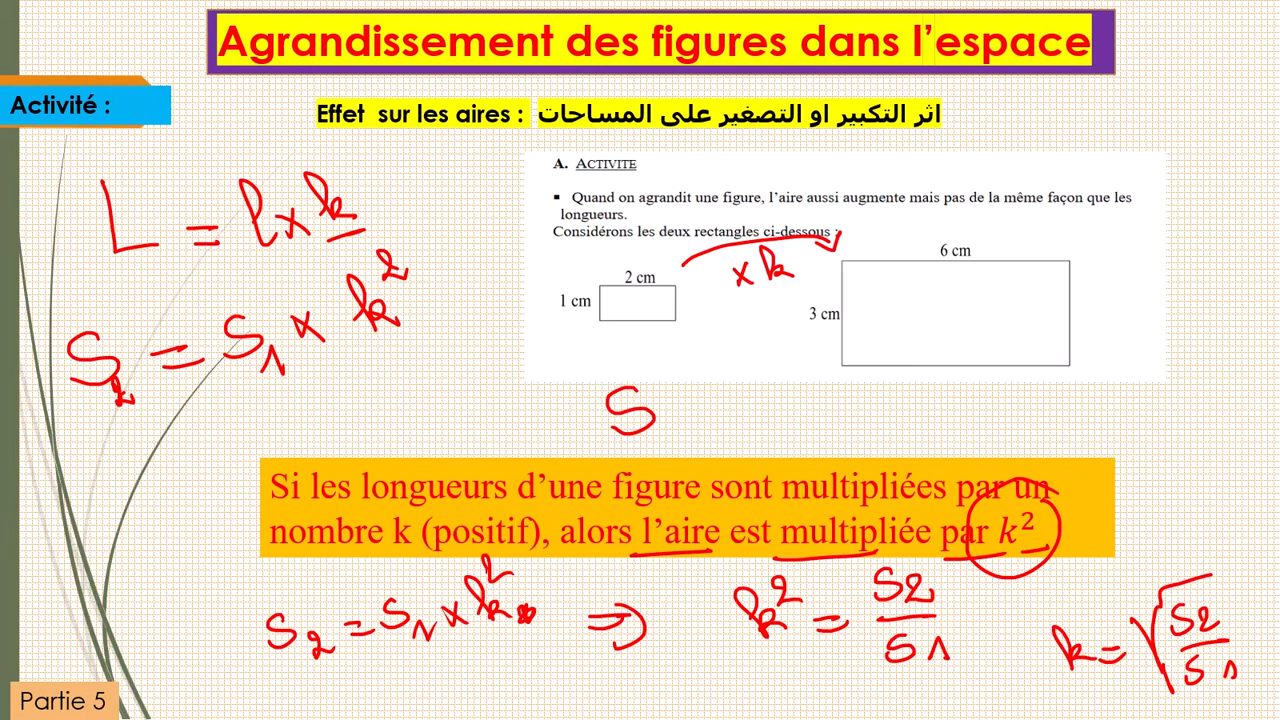 Agrandissement des figures dans l’espace
Activité :
Effet sur les aires : اثر التكبير او التصغير على المساحات
A. ACTIVITE
▪ Quand on agrandit une figure, l’aire aussi augmente mais pas de la même façon que les
longueurs.
Considérons les deux rectangles ci-dessous :
L = l × k
× k
6 cm
2 cm
1 cm
3 cm
S₂ = S₁ × k²
S
Si les longueurs d’une figure sont multipliées par un
nombre k (positif), alors l’aire est multipliée par k²
S₂ = S₁ × k² ⇒ k² = S2/S1 k = √(S2/S1)
Partie 5